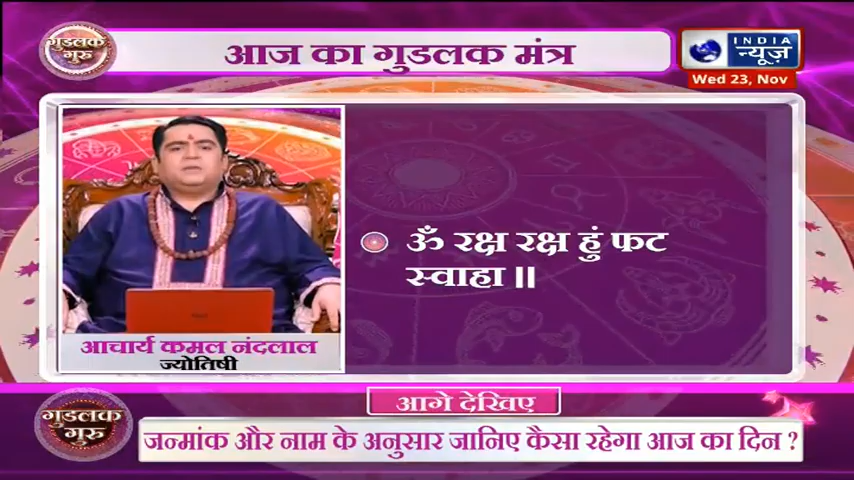 गुडलक
गुरु
आज का गुडलक मंत्र
INDIA
न्यूज़
Wed 23, Nov
ॐ रक्ष रक्ष हुं फट
स्वाहा ॥
आचार्य कमल नंदलाल
ज्योतिषी
आगे देखिए
गुडलक
गुरु
जन्मांक और नाम के अनुसार जानिए कैसा रहेगा आज का दिन ?